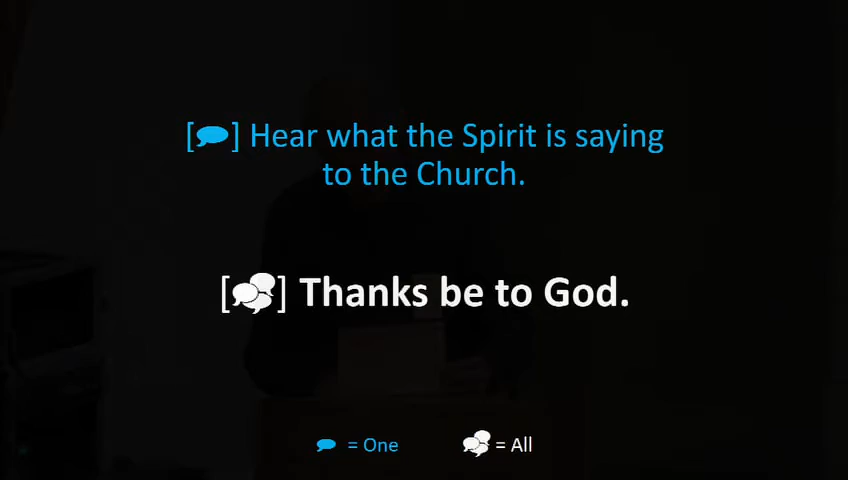 [] Hear what the Spirit is saying
to the Church.
[] Thanks be to God.
= One
= All